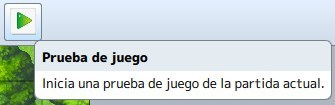 Prueba de juego
Inicia una prueba de juego de la partida actual.